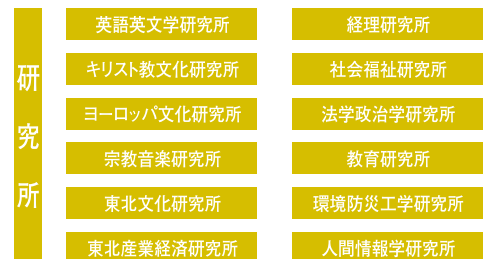 研究所
英語英文学研究所
キリスト教文化研究所
ヨーロッパ文化研究所
宗教音楽研究所
東北文化研究所
東北産業経済研究所
経理研究所
社会福祉研究所
法学政治学研究所
教育研究所
環境防災工学研究所
人間情報学研究所